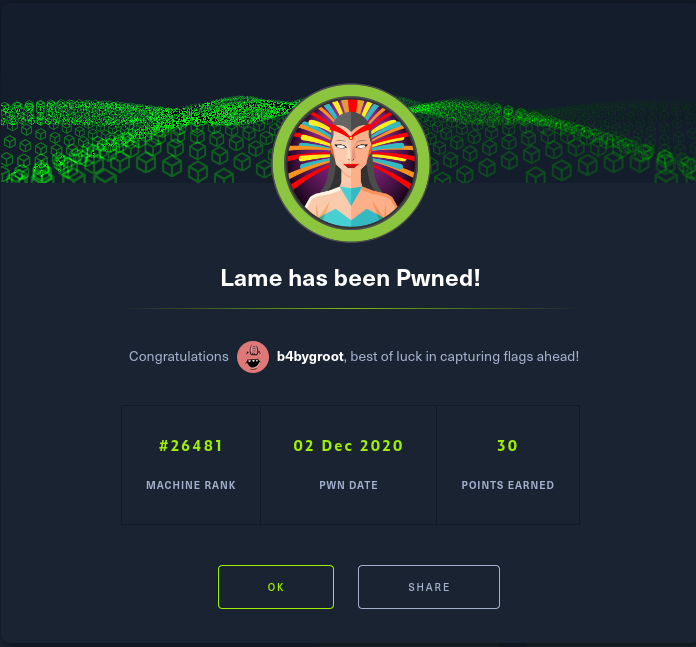 Lame has been Pwned!
Congratulations b4bygroot, best of luck in capturing flags ahead!
#26481 02 Dec 2020 30
MACHINE RANK PWN DATE POINTS EARNED
OK SHARE